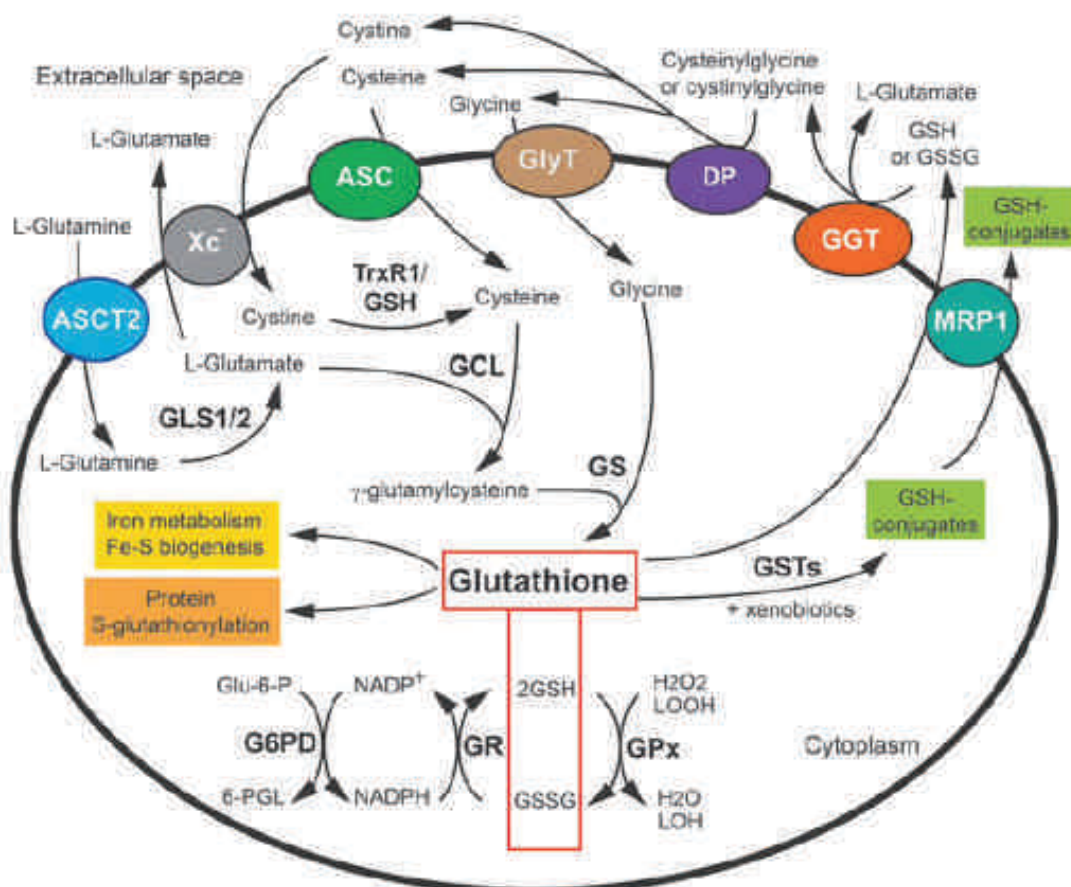 Cystine
Extracellular space
Cysteine
Cysteinylglycine
or cystinylglycine
L-Glutamate
Glycine
L-Glutamate
GSH
or GSSG
ASC
GlyT
DP
GSH-
conjugates
L-Glutamine
Xc⁻
GGT
TrxR1/
GSH
Cysteine
Glycine
ASCT2
Cystine
MRP1
L-Glutamate
GCL
GLS1/2
L-Glutamine
GS
γ-glutamylcysteine
GSH-
conjugates
Iron metabolism
Fe-S biogenesis
Glutathione
GSTs
Protein
S-glutathionylation
+ xenobiotics
Glu-6-P
NADP⁺
2GSH
H2O2
LOOH
G6PD
GR
GPx
Cytoplasm
6-PGL
NADPH
GSSG
H2O
LOH